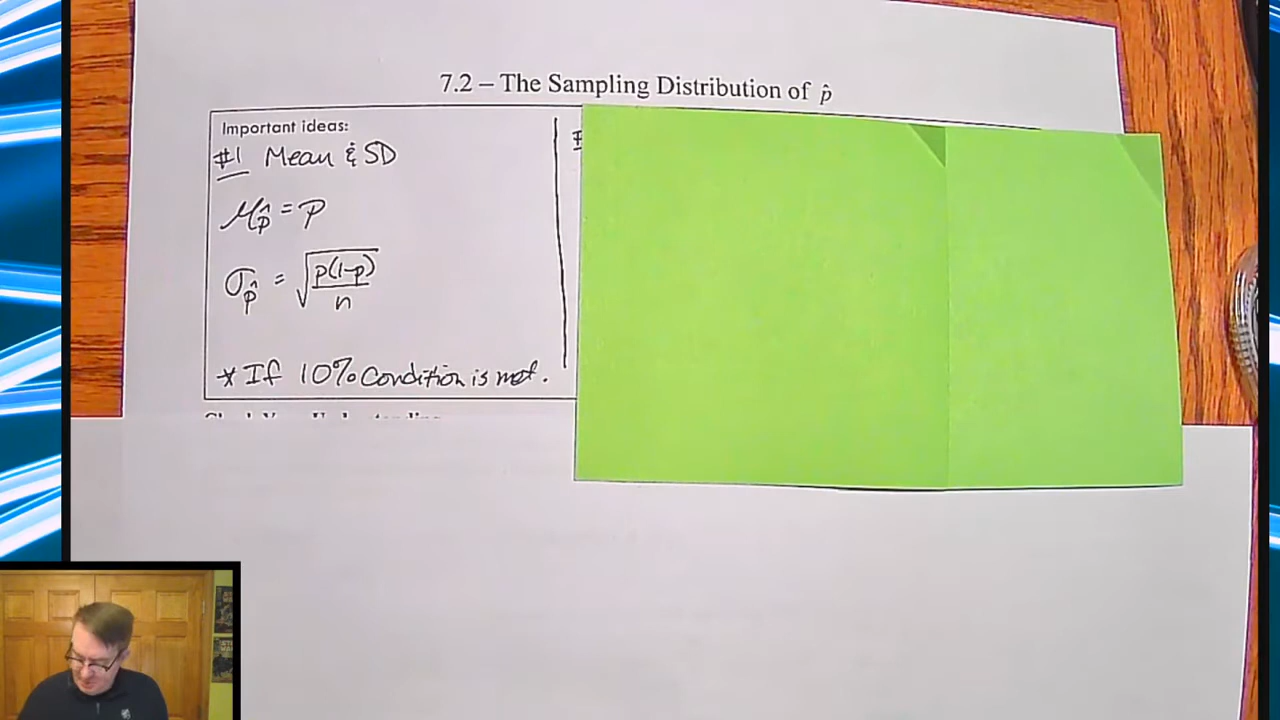 7.2 – The Sampling Distribution of p̂
Important ideas:
#1 Mean & SD
μp̂ = p
σp̂ = √(p(1-p)/n)
*If 10% Condition is met.